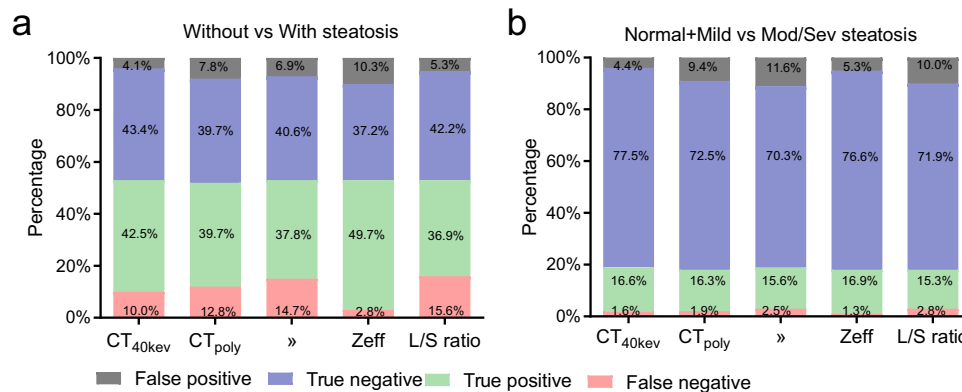 a
Without vs With steatosis
Percentage
100%
80%
60%
40%
20%
0%
4.1% 7.8% 6.9% 10.3% 5.3%
43.4% 39.7% 40.6% 37.2% 42.2%
42.5% 39.7% 37.8% 49.7% 36.9%
10.0% 12.8% 14.7% 2.8% 15.6%
CT40kev CTpoly » Zeff L/S ratio
b
Normal+Mild vs Mod/Sev steatosis
Percentage
100%
80%
60%
40%
20%
0%
4.4% 9.4% 11.6% 5.3% 10.0%
77.5% 72.5% 70.3% 76.6% 71.9%
16.6% 16.3% 15.6% 16.9% 15.3%
1.6% 1.9% 2.5% 1.3% 2.8%
CT40kev CTpoly » Zeff L/S ratio
False positive True negative True positive False negative